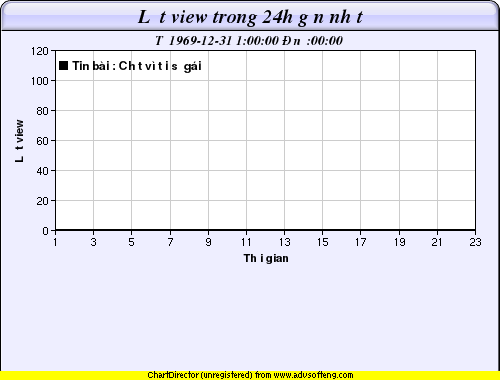 L t view trong 24h g n nh t
T 1969-12-31 1:00:00 Đn :00:00
120
100
80
60
40
20
0
Tin bài : Ch t vì t i s gái
L t view
1 3 5 7 9 11 13 15 17 19 21 23
Th i gian
ChartDirector (unregistered) from www.advsofteng.com